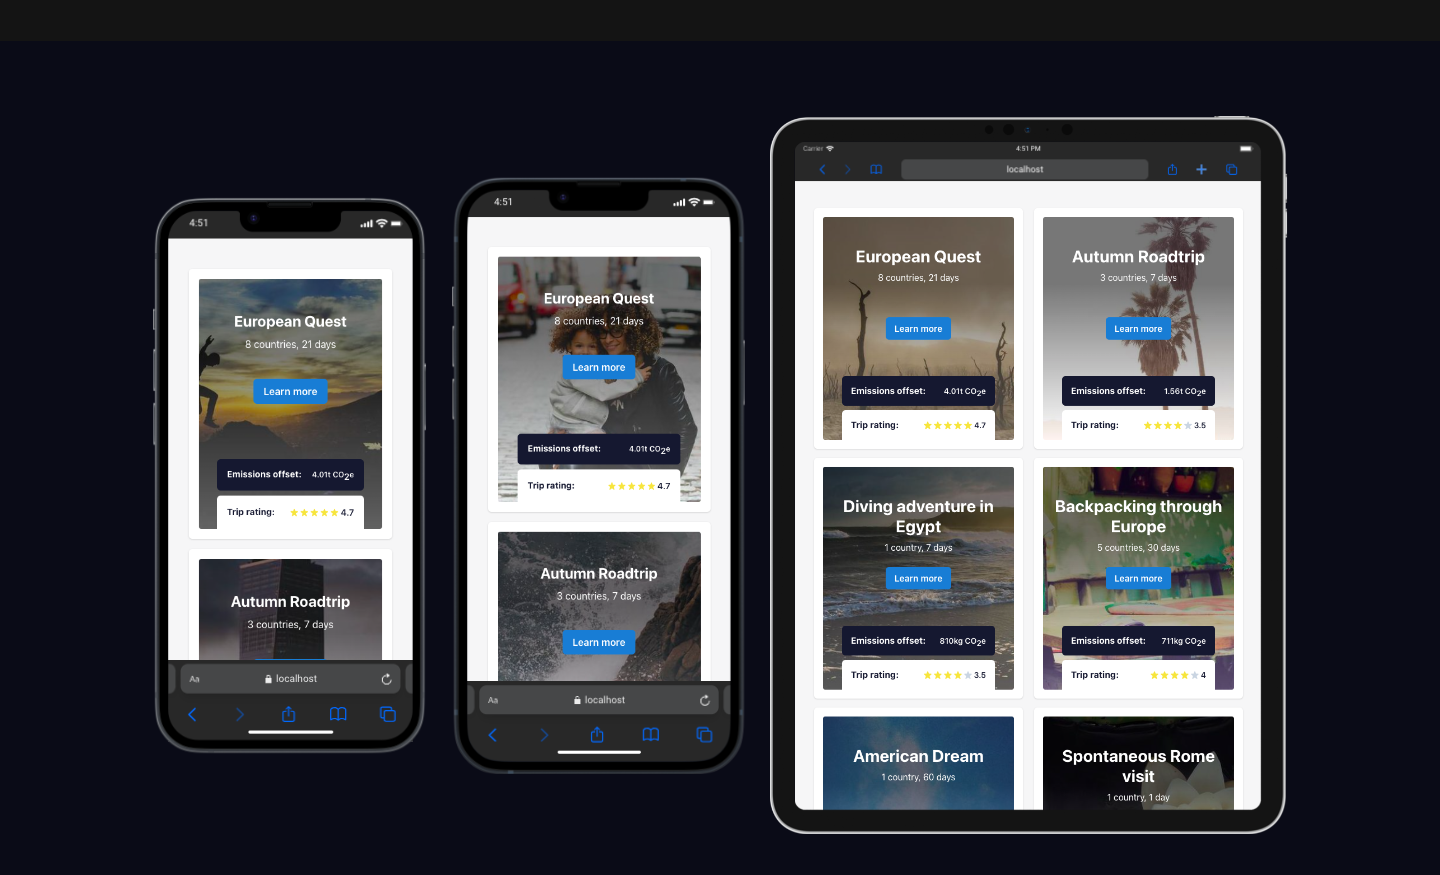 4:51
European Quest
8 countries, 21 days
Learn more
Emissions offset: 4.01t CO2e
Trip rating: 4.7
Autumn Roadtrip
3 countries, 7 days
AA localhost
4:51
European Quest
8 countries, 21 days
Learn more
Emissions offset: 4.01t CO2e
Trip rating: 4.7
Autumn Roadtrip
3 countries, 7 days
Learn more
AA localhost
Carrier 4:51 PM
localhost
European Quest
8 countries, 21 days
Learn more
Emissions offset: 4.01t CO2e
Trip rating: 4.7
Autumn Roadtrip
3 countries, 7 days
Learn more
Emissions offset: 1.56t CO2e
Trip rating: 3.5
Diving adventure in
Egypt
1 country, 7 days
Learn more
Emissions offset: 810kg CO2e
Trip rating: 3.5
Backpacking through
Europe
5 countries, 30 days
Learn more
Emissions offset: 711kg CO2e
Trip rating: 4
American Dream
1 country, 60 days
Spontaneous Rome
visit
1 country, 1 day